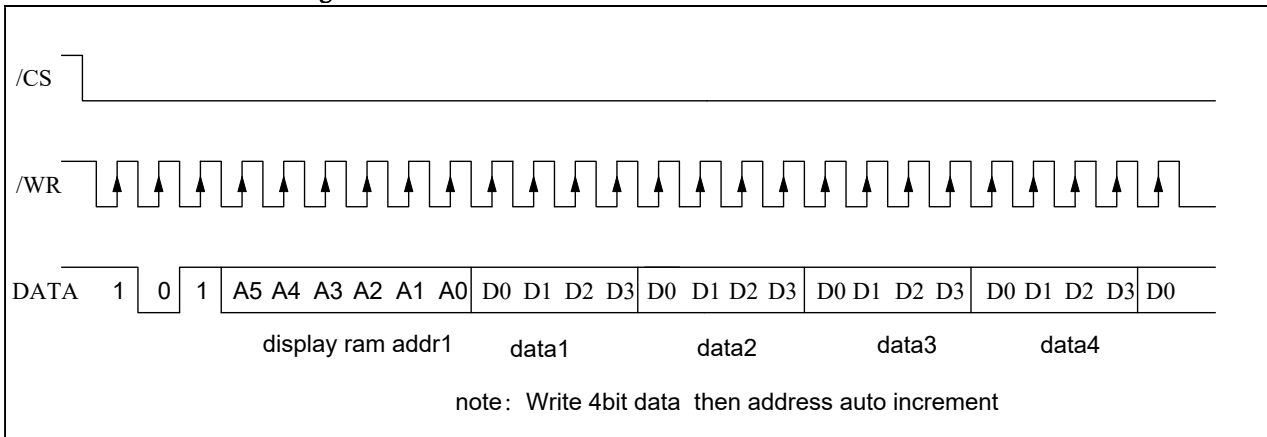 /CS
/WR
DATA 1 0 1 A5 A4 A3 A2 A1 A0 D0 D1 D2 D3 D0 D1 D2 D3 D0 D1 D2 D3 D0 D1 D2 D3 D0
display ram addr1 data1 data2 data3 data4
note: Write 4bit data then address auto increment